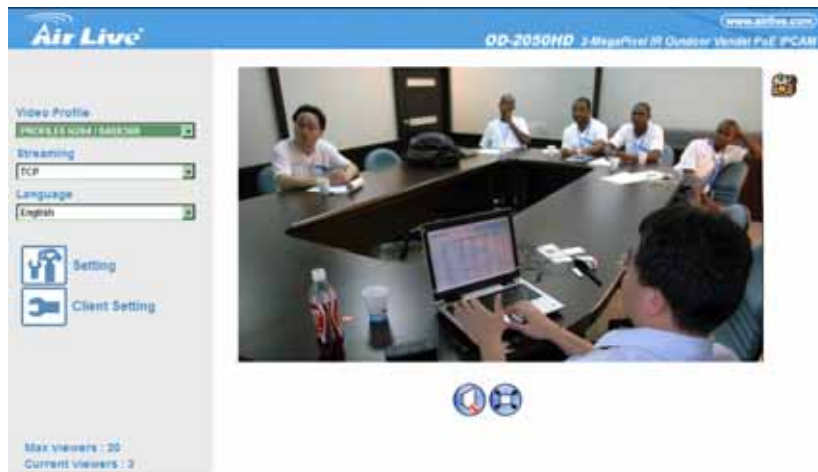 Air Live
www.airlive.com
OD-2050HD 2-MegaPixel IR Outdoor Vandel PoE IPCAM
Video Profile
Streaming
TCP
Language
English
Setting
Client Setting
Max viewers : 20
Current viewers : 3